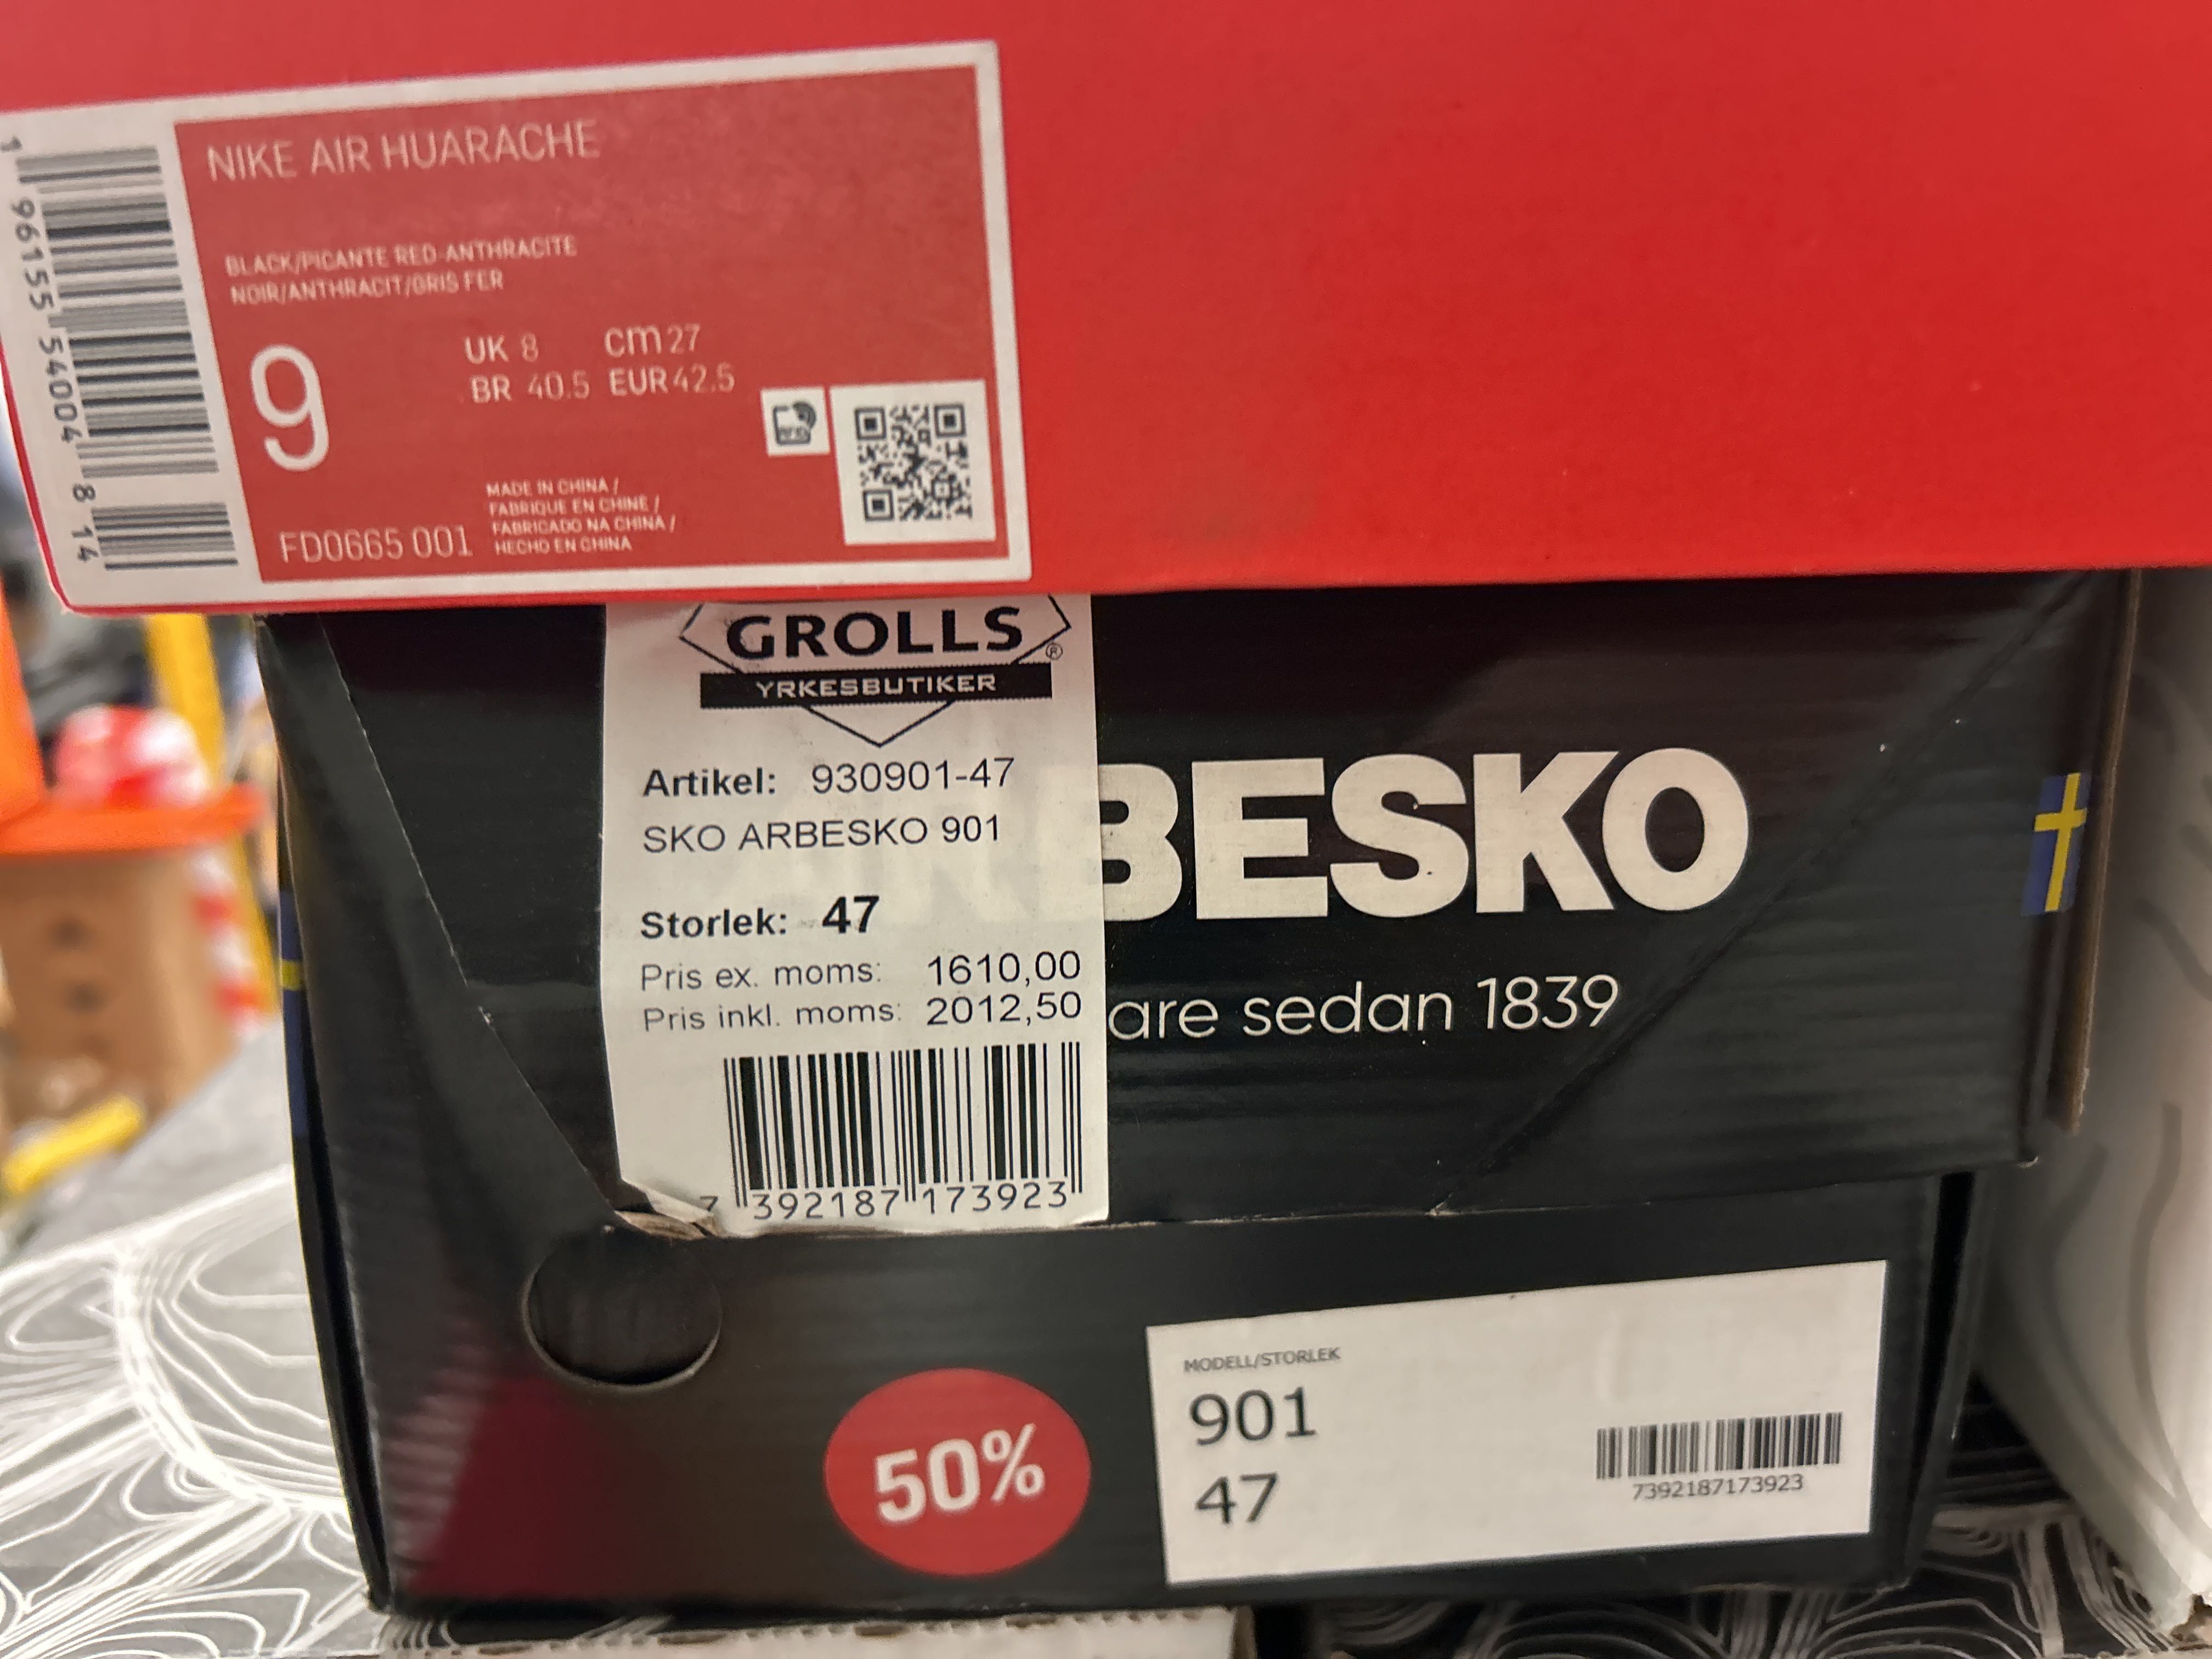 NIKE AIR HUARACHE
BLACK/PICANTE RED-ANTHRACITE
NOIR/ANTHRACIT/GRIS FER
9
UK 8 cm 27
BR 40.5 EUR 42.5
MADE IN CHINA /
FABRIQUE EN CHINE /
FABRICADO NA CHINA /
HECHO EN CHINA
FD0665 001
1 96155 54004 8 14
GROLLS®
YRKESBUTIKER
Artikel: 930901-47
SKO ARBESKO 901
Storlek: 47
Pris ex. moms: 1610,00
Pris inkl. moms: 2012,50
7 392187 173923
BESKO
are sedan 1839
50%
MODELL/STORLEK
901
47
7392187173923